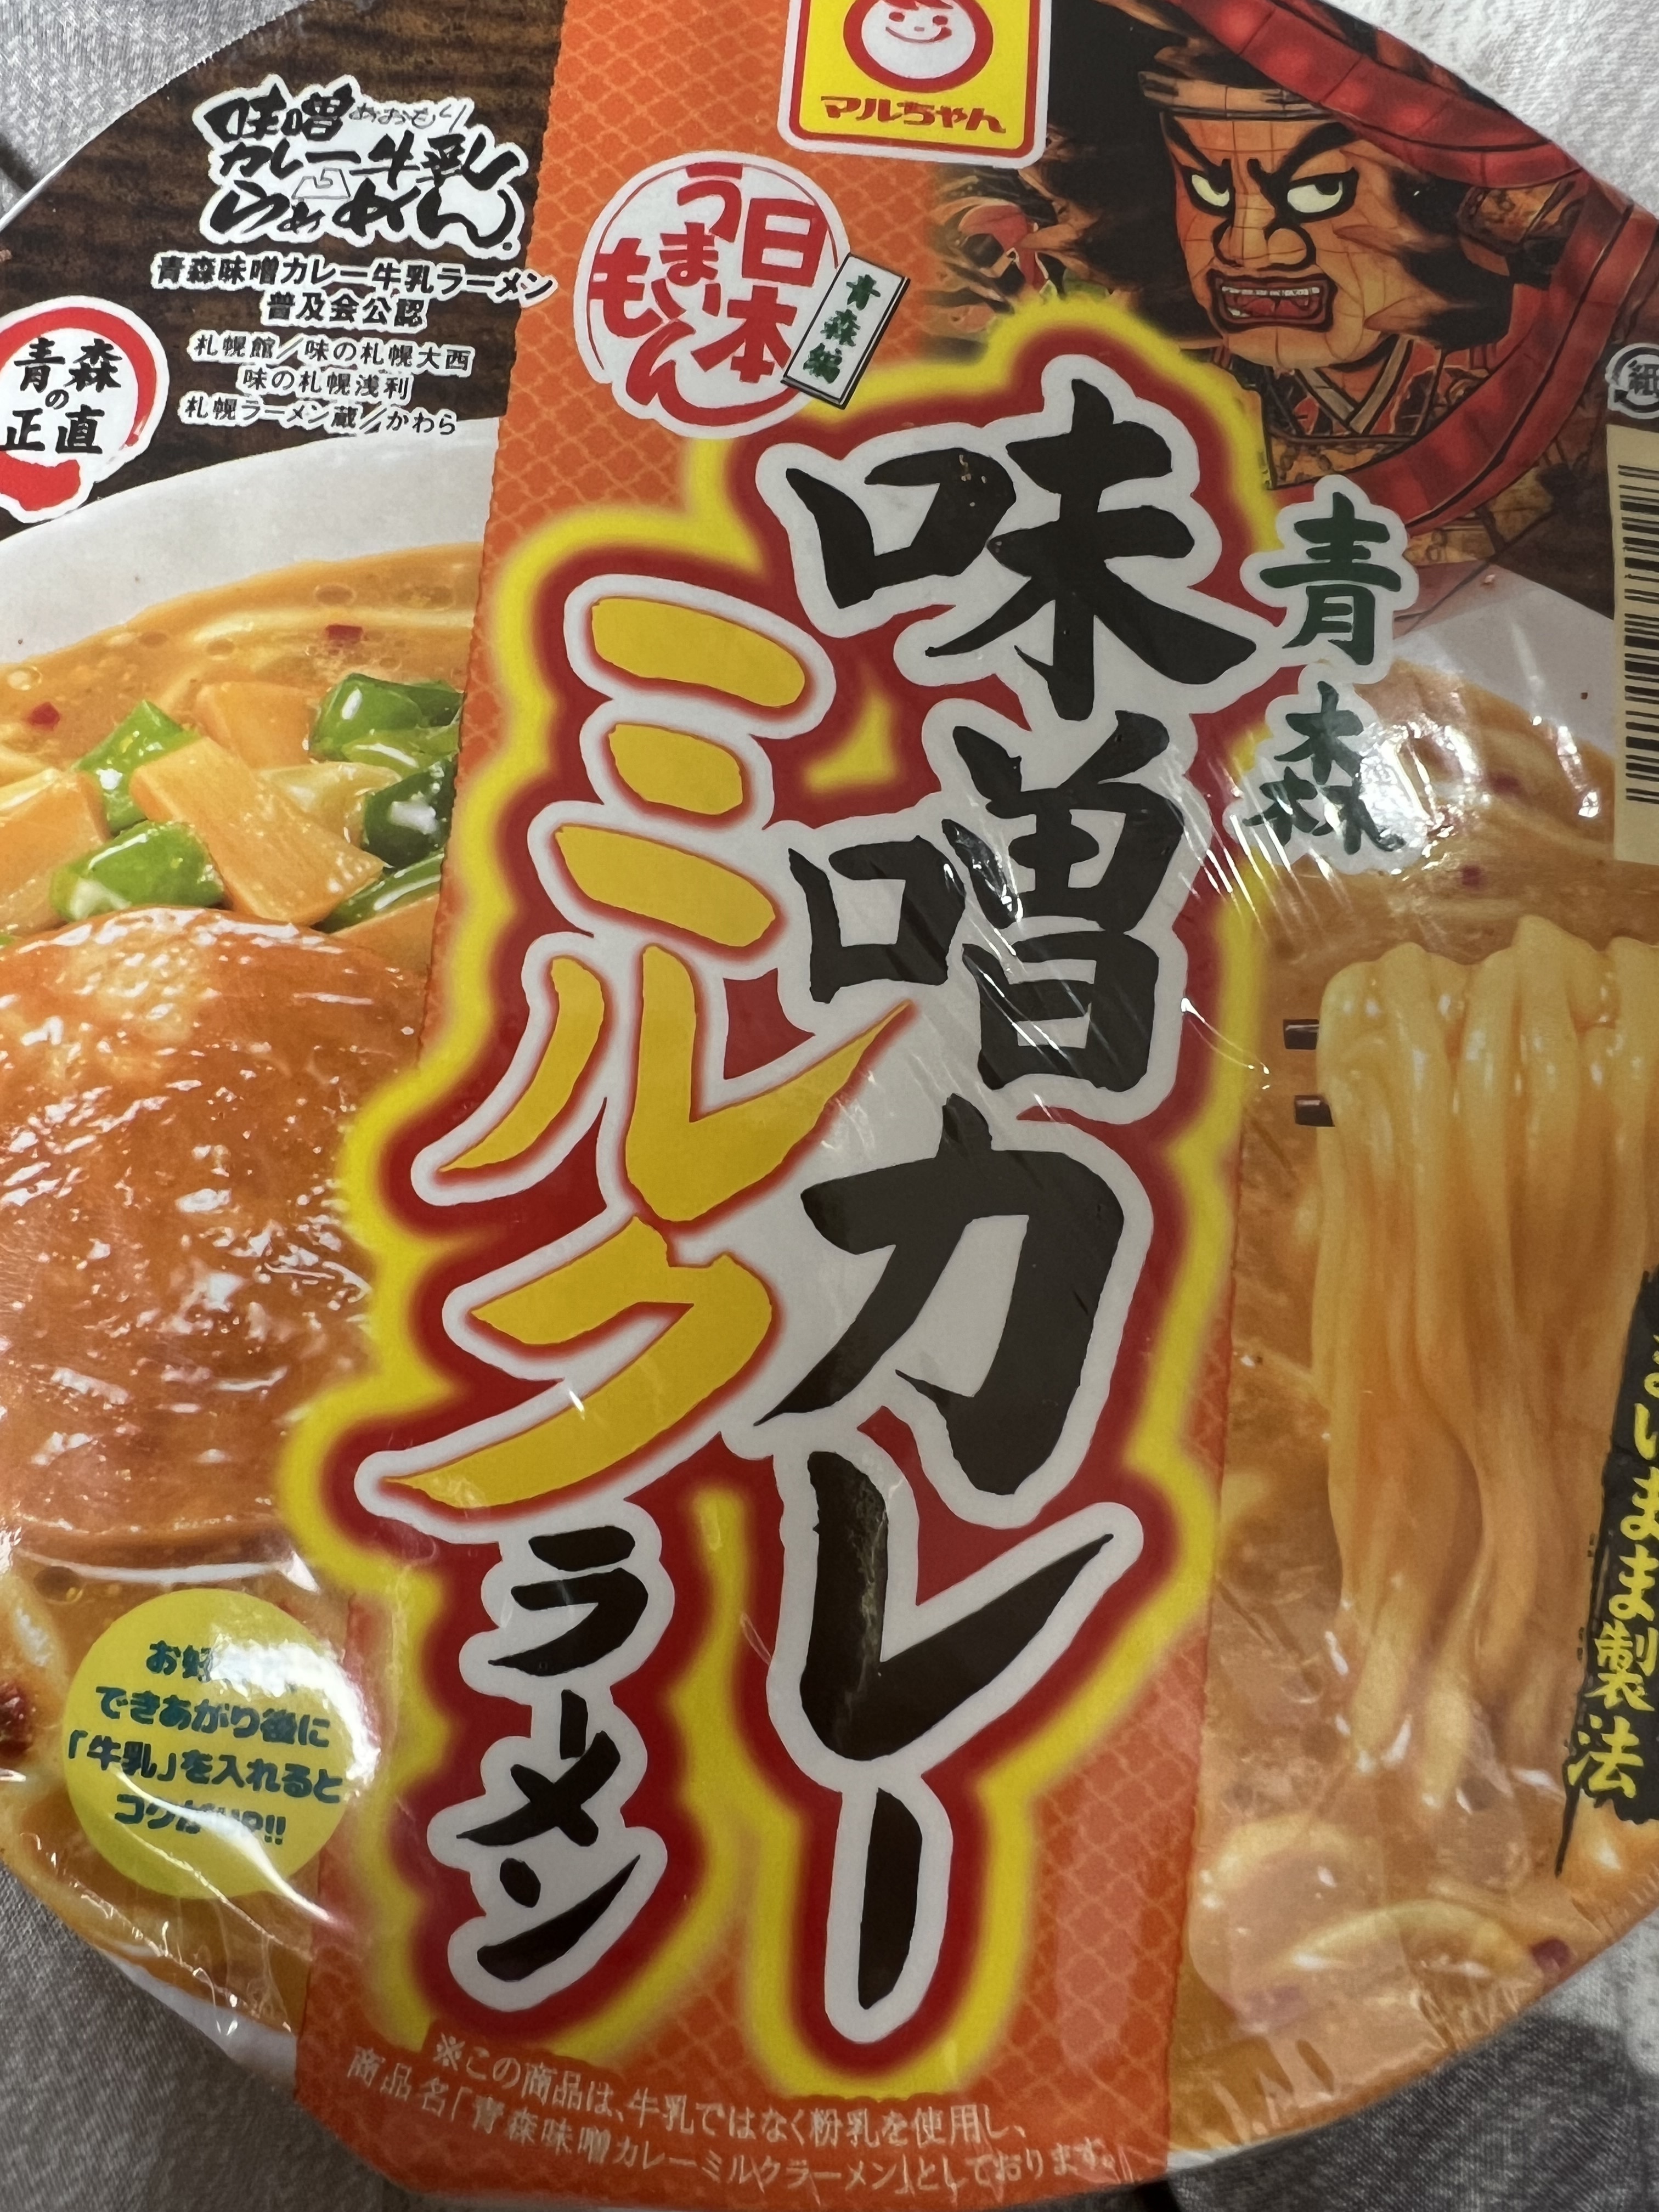 マルちゃん
味噌あおもり
カレー牛乳
らぁめん
青森味噌カレー牛乳ラーメン
普及会公認
札幌館/味の札幌大西
味の札幌浅利
札幌ラーメン蔵/かわら
青森
の
正直
日本
うまいもん
青森編
青森
味噌カレー
ミルク
ラーメン
紙
まま製法
できあがり後に
「牛乳」を入れると
※この商品は、牛乳ではなく粉乳を使用し、
商品名「青森味噌カレーミルクラーメン」としております。